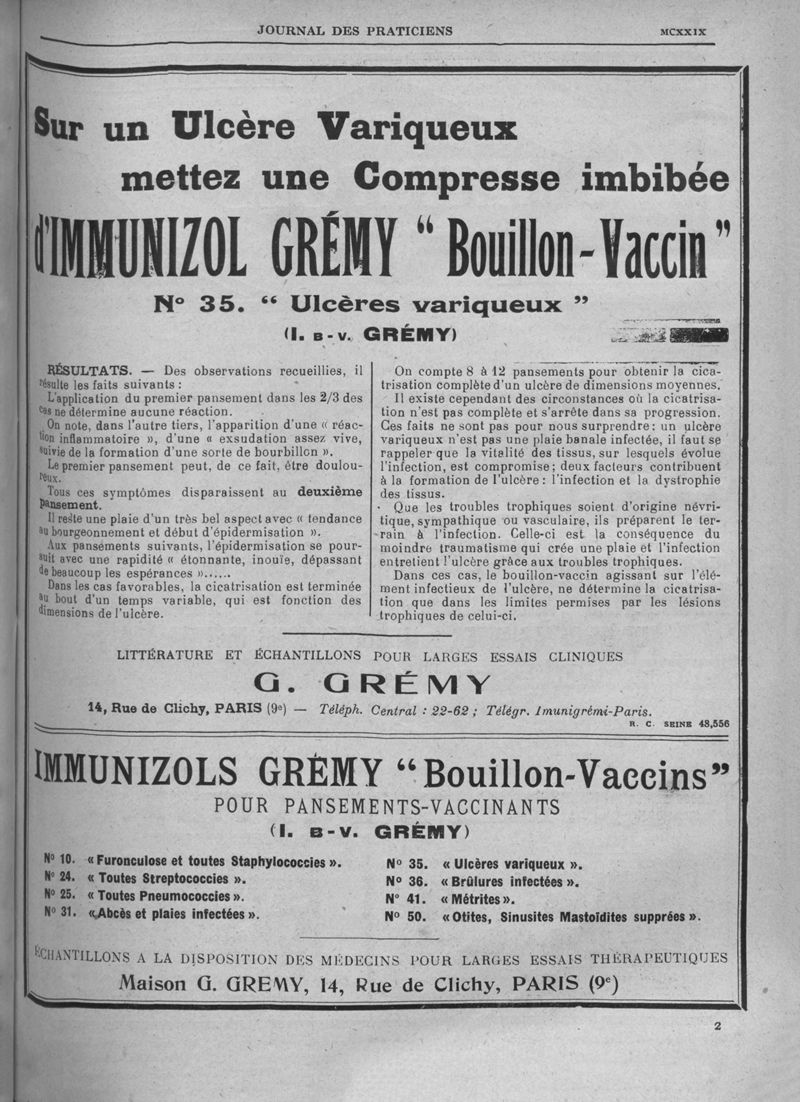 JOURNAL DES PRATICIENS MCXXIX
Sur un Ulcère Variqueux
mettez une Compresse imbibée
d'IMMUNIZOL GRÉMY “ Bouillon-Vaccin ”
N° 35. “ Ulcères variqueux ”
(I. B-V. GRÉMY)
RÉSULTATS. — Des observations recueillies, il
résulte les faits suivants :
L'application du premier pansement dans les 2/3 des
cas ne détermine aucune réaction.
On note, dans l'autre tiers, l'apparition d'une « réac-
tion inflammatoire », d'une « exsudation assez vive,
suivie de la formation d'une sorte de bourbillon ».
Le premier pansement peut, de ce fait, être doulou-
reux.
Tous ces symptômes disparaissent au deuxième
pansement.
Il reste une plaie d'un très bel aspect avec « tendance
au bourgeonnement et début d'épidermisation ».
Aux pansements suivants, l'épidermisation se pour-
suit avec une rapidité « étonnante, inouïe, dépassant
de beaucoup les espérances »......
Dans les cas favorables, la cicatrisation est terminée
au bout d'un temps variable, qui est fonction des
dimensions de l'ulcère.
On compte 8 à 12 pansements pour obtenir la cica-
trisation complète d'un ulcère de dimensions moyennes.
Il existe cependant des circonstances où la cicatrisa-
tion n'est pas complète et s'arrête dans sa progression.
Ces faits ne sont pas pour nous surprendre : un ulcère
variqueux n'est pas une plaie banale infectée, il faut se
rappeler que la vitalité des tissus, sur lesquels évolue
l'infection, est compromise ; deux facteurs contribuent
à la formation de l'ulcère : l'infection et la dystrophie
des tissus.
Que les troubles trophiques soient d'origine névri-
tique, sympathique ou vasculaire, ils préparent le ter-
rain à l'infection. Celle-ci est la conséquence du
moindre traumatisme qui crée une plaie et l'infection
entretient l'ulcère grâce aux troubles trophiques.
Dans ces cas, le bouillon-vaccin agissant sur l'élé-
ment infectieux de l'ulcère, ne détermine la cicatrisa-
tion que dans les limites permises par les lésions
trophiques de celui-ci.
LITTÉRATURE ET ÉCHANTILLONS POUR LARGES ESSAIS CLINIQUES
G. GRÉMY
14, Rue de Clichy, PARIS (9e) — Téléph. Central : 22-62 ; Télégr. Imunigrémi-Paris.
R. C. SEINE 48,556
IMMUNIZOLS GRÉMY “Bouillon-Vaccins”
POUR PANSEMENTS-VACCINANTS
(I. B-V. GRÉMY)
N° 10. « Furonculose et toutes Staphylococcies ».
N° 24. « Toutes Streptococcies ».
N° 25. « Toutes Pneumococcies ».
N° 31. « Abcès et plaies infectées ».
N° 35. « Ulcères variqueux ».
N° 36. « Brûlures infectées ».
N° 41. « Métrites ».
N° 50. « Otites, Sinusites Mastoïdites supprées ».
ÉCHANTILLONS A LA DISPOSITION DES MÉDECINS POUR LARGES ESSAIS THÉRAPEUTIQUES
Maison G. GREMY, 14, Rue de Clichy, PARIS (9e)
2